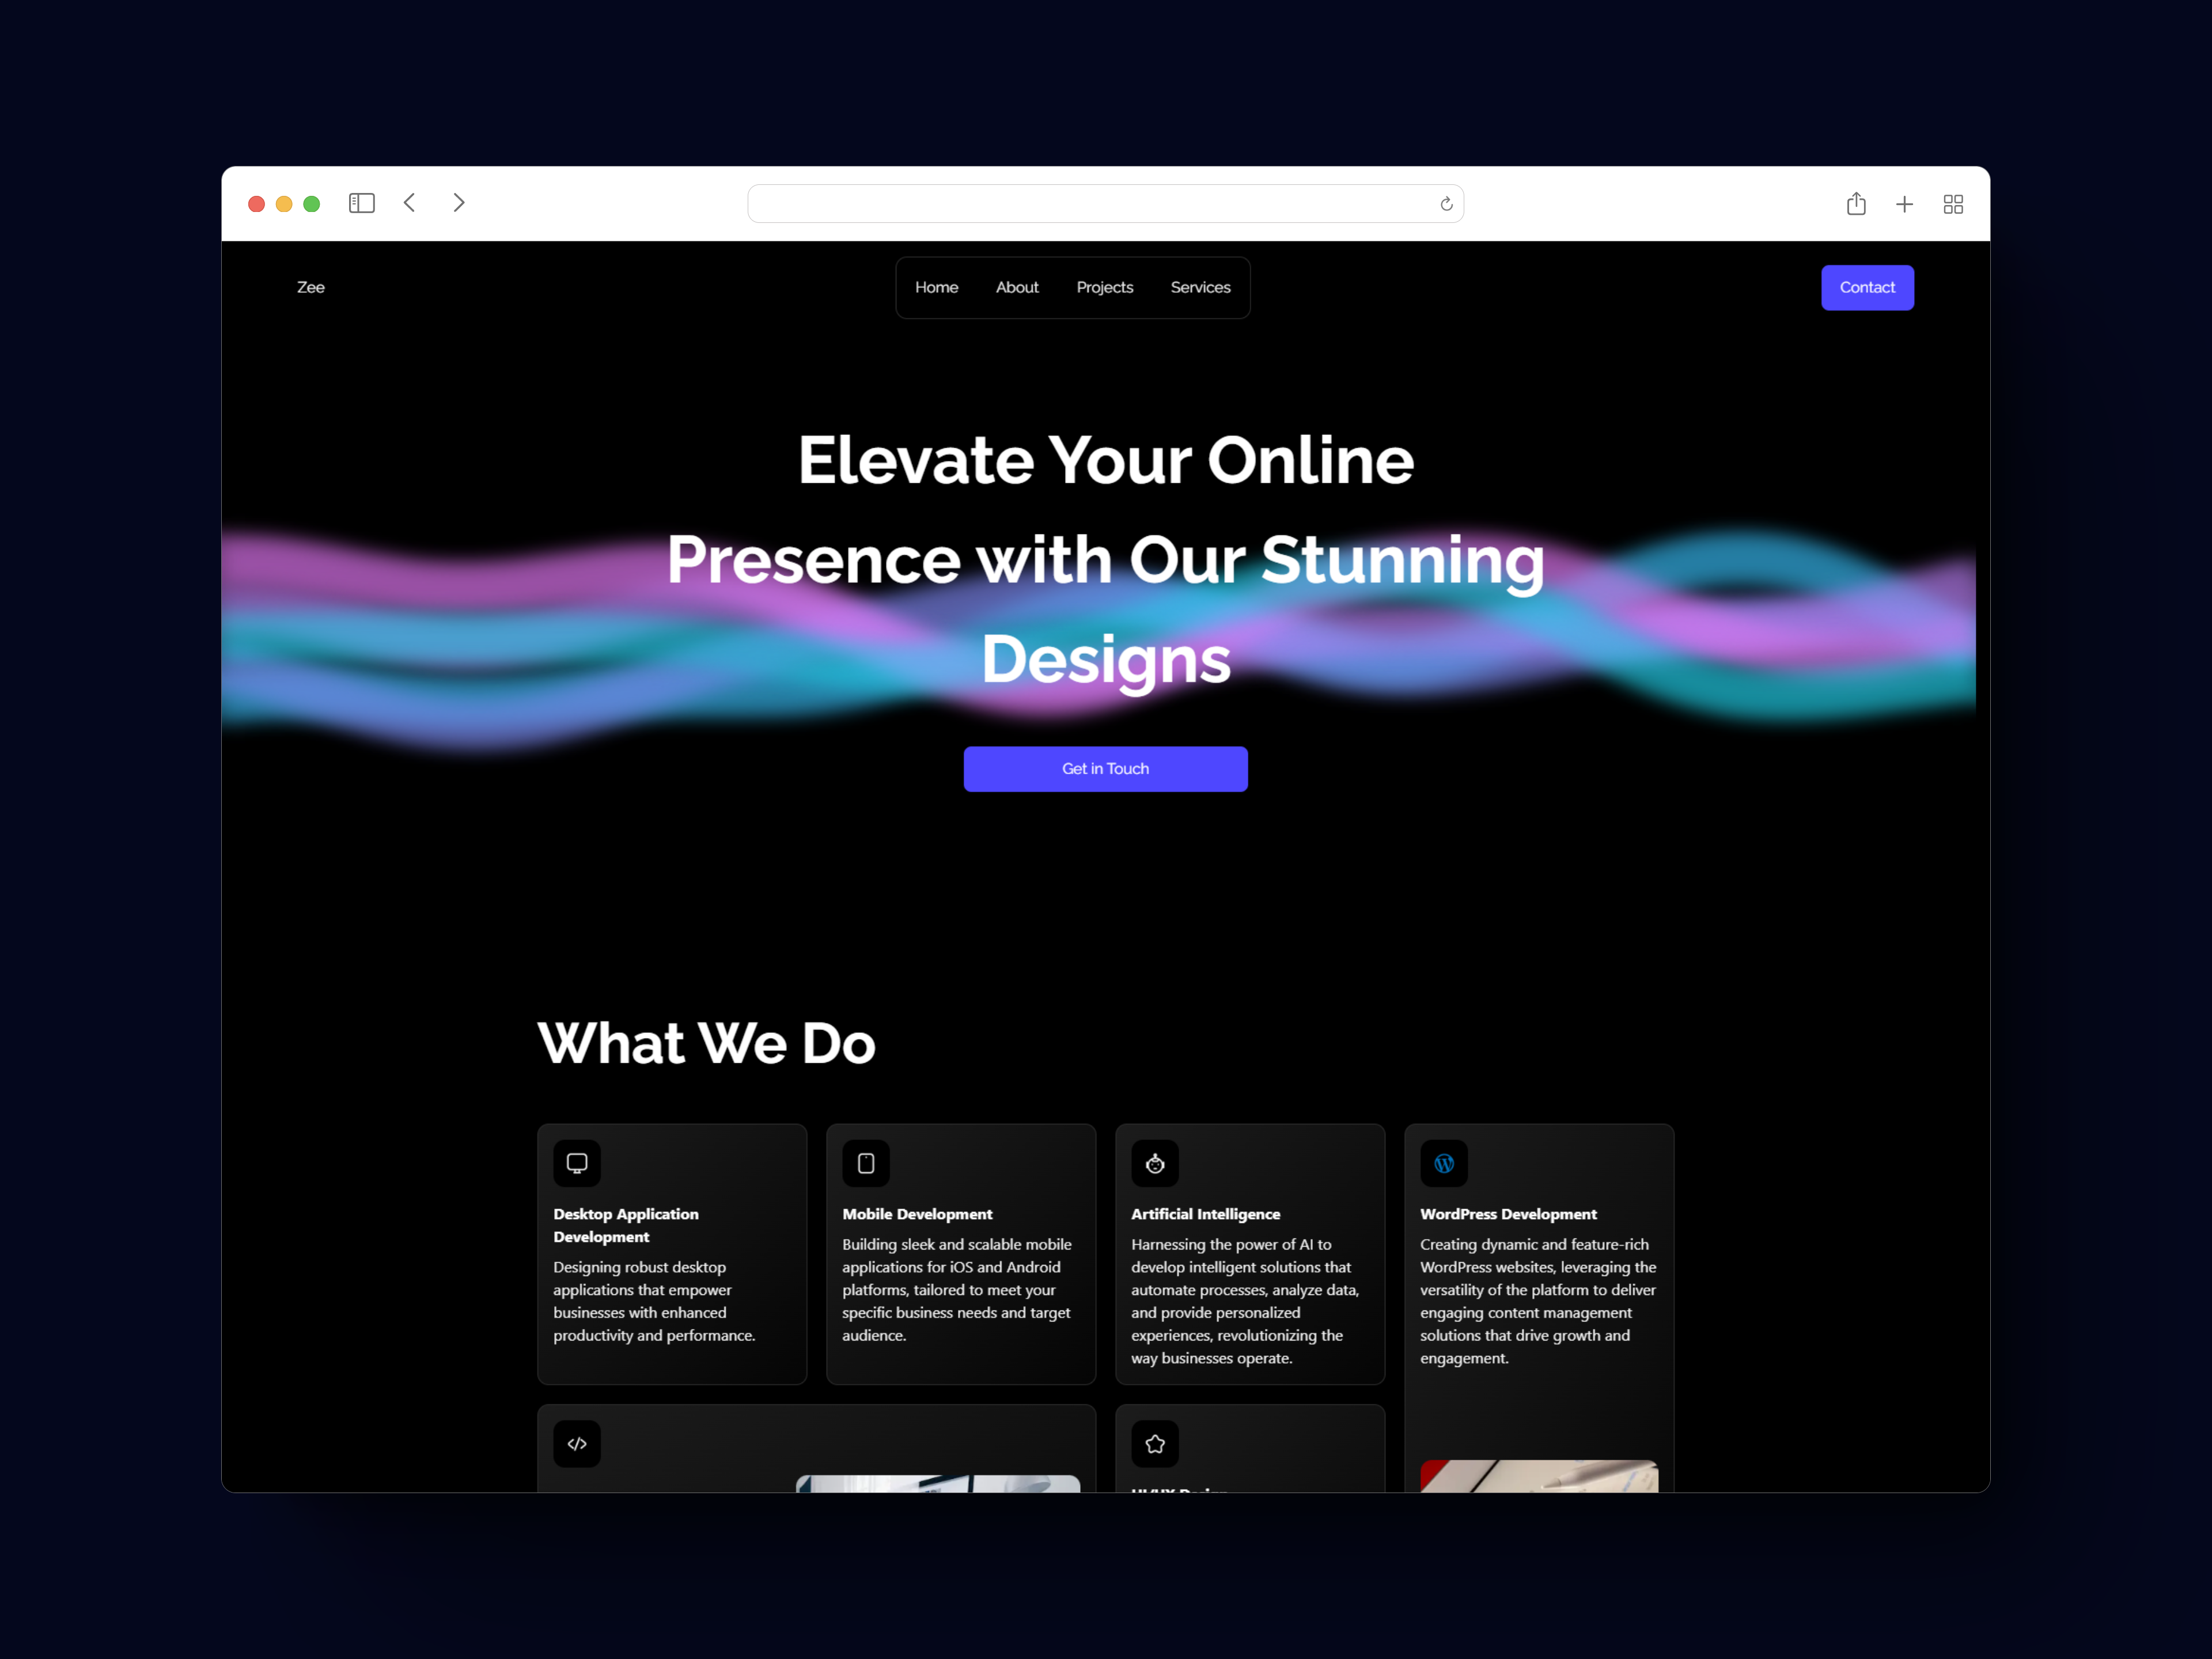 Zee
Home About Projects Services
Contact
Elevate Your Online
Presence with Our Stunning
Designs
Get in Touch
What We Do
Desktop Application
Development
Designing robust desktop
applications that empower
businesses with enhanced
productivity and performance.
Mobile Development
Building sleek and scalable mobile
applications for iOS and Android
platforms, tailored to meet your
specific business needs and target
audience.
Artificial Intelligence
Harnessing the power of AI to
develop intelligent solutions that
automate processes, analyze data,
and provide personalized
experiences, revolutionizing the
way businesses operate.
WordPress Development
Creating dynamic and feature-rich
WordPress websites, leveraging the
versatility of the platform to deliver
engaging content management
solutions that drive growth and
engagement.